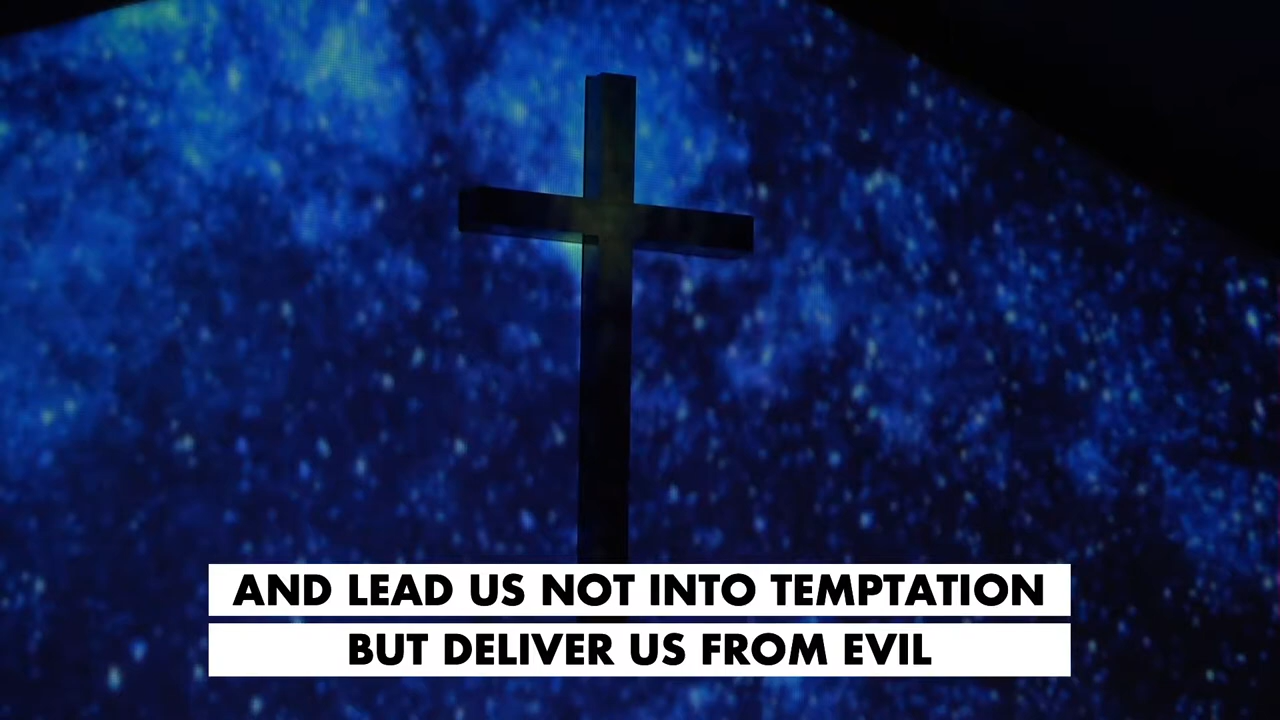 AND LEAD US NOT INTO TEMPTATION
BUT DELIVER US FROM EVIL